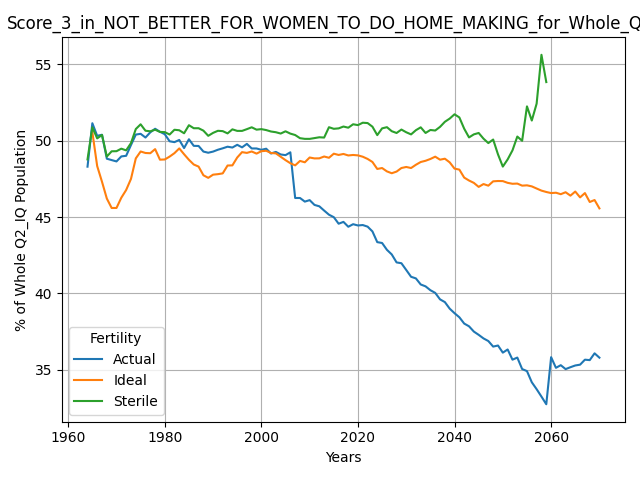 Score_3_in_NOT_BETTER_FOR_WOMEN_TO_DO_HOME_MAKING_for_Whole_Q
% of Whole Q2_IQ Population
55
50
45
40
35
Fertility
Actual
Ideal
Sterile
1960
1980
2000
2020
2040
2060
Years